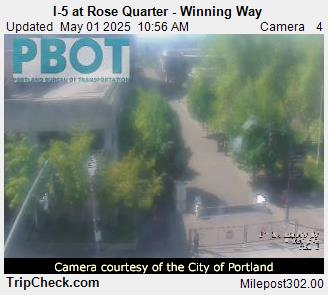 I-5 at Rose Quarter - Winning Way
Updated May 01 2025 10:56 AM Camera 4
PBOT
PORTLAND BUREAU OF TRANSPORTATION
Camera courtesy of the City of Portland
TripCheck.com Milepost302.00